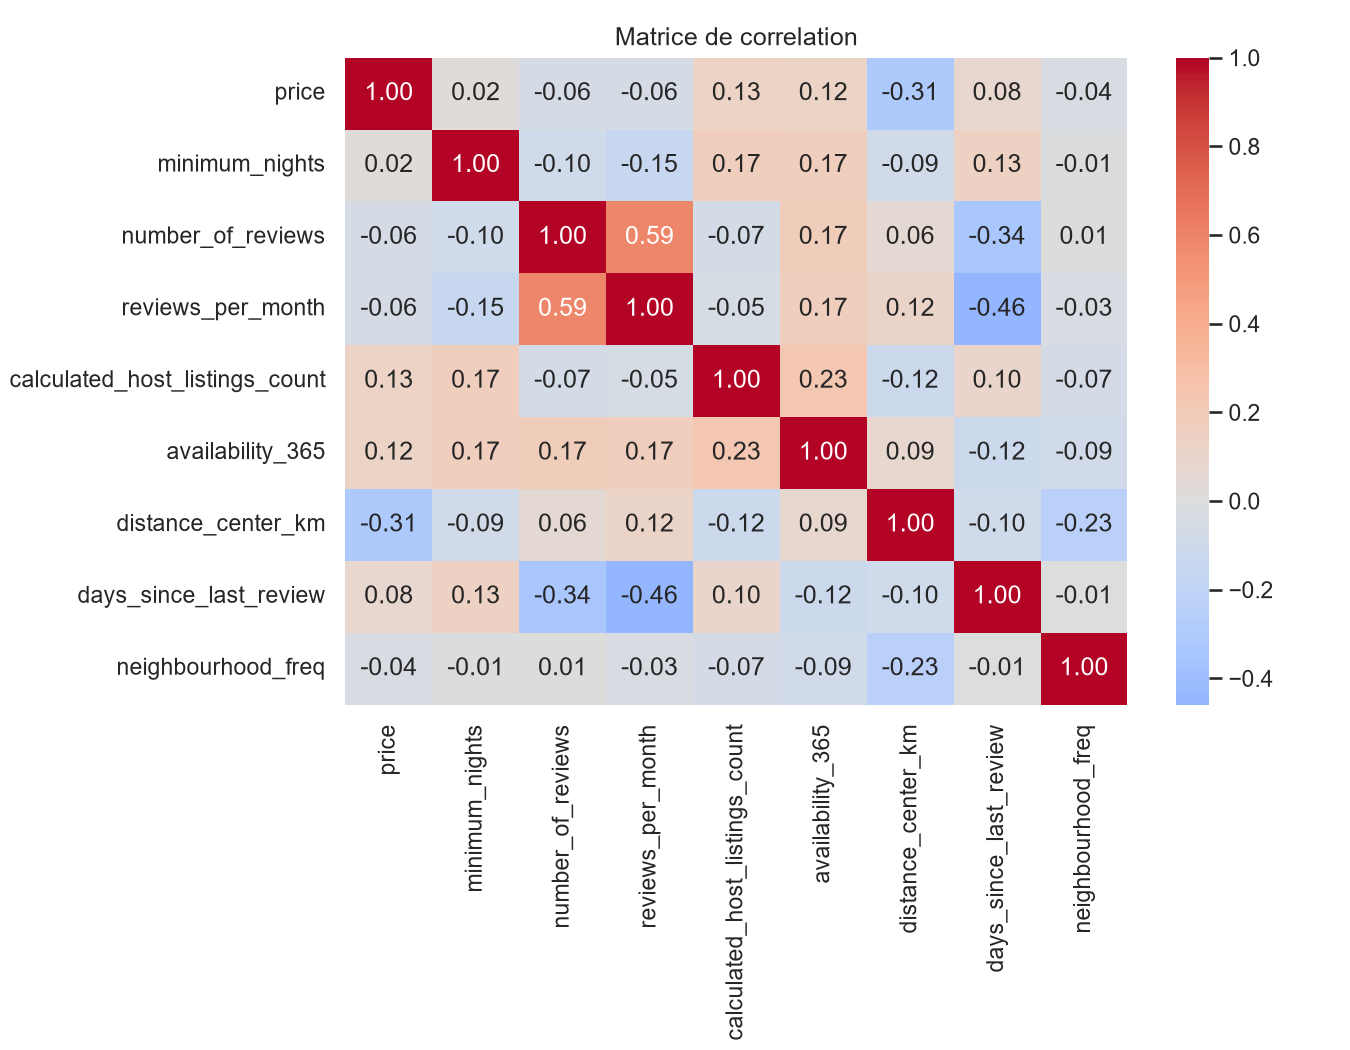 Matrice de correlation
price 1.00 0.02 -0.06 -0.06 0.13 0.12 -0.31 0.08 -0.04
minimum_nights 0.02 1.00 -0.10 -0.15 0.17 0.17 -0.09 0.13 -0.01
number_of_reviews -0.06 -0.10 1.00 0.59 -0.07 0.17 0.06 -0.34 0.01
reviews_per_month -0.06 -0.15 0.59 1.00 -0.05 0.17 0.12 -0.46 -0.03
calculated_host_listings_count 0.13 0.17 -0.07 -0.05 1.00 0.23 -0.12 0.10 -0.07
availability_365 0.12 0.17 0.17 0.17 0.23 1.00 0.09 -0.12 -0.09
distance_center_km -0.31 -0.09 0.06 0.12 -0.12 0.09 1.00 -0.10 -0.23
days_since_last_review 0.08 0.13 -0.34 -0.46 0.10 -0.12 -0.10 1.00 -0.01
neighbourhood_freq -0.04 -0.01 0.01 -0.03 -0.07 -0.09 -0.23 -0.01 1.00
price
minimum_nights
number_of_reviews
reviews_per_month
calculated_host_listings_count
availability_365
distance_center_km
days_since_last_review
neighbourhood_freq
1.0
0.8
0.6
0.4
0.2
0.0
−0.2
−0.4